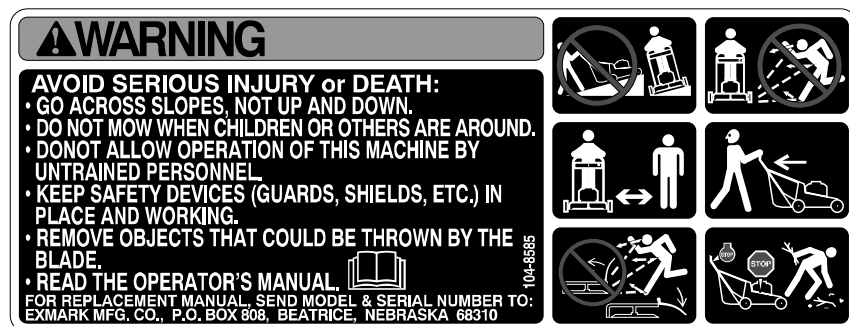 WARNING
AVOID SERIOUS INJURY or DEATH:
• GO ACROSS SLOPES, NOT UP AND DOWN.
• DO NOT MOW WHEN CHILDREN OR OTHERS ARE AROUND.
• DONOT ALLOW OPERATION OF THIS MACHINE BY
UNTRAINED PERSONNEL.
• KEEP SAFETY DEVICES (GUARDS, SHIELDS, ETC.) IN
PLACE AND WORKING.
• REMOVE OBJECTS THAT COULD BE THROWN BY THE
BLADE.
• READ THE OPERATOR'S MANUAL.
FOR REPLACEMENT MANUAL, SEND MODEL & SERIAL NUMBER TO:
EXMARK MFG. CO., P.O. BOX 808, BEATRICE, NEBRASKA 68310
104-8585
STOP
STOP